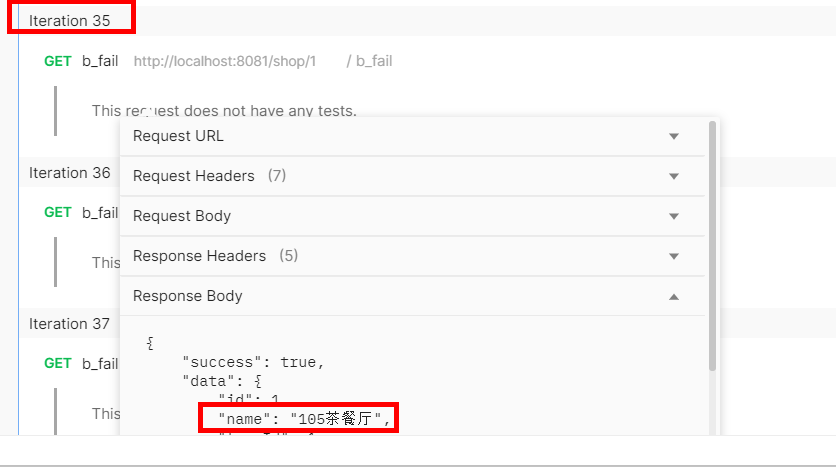 Iteration 35
GET b_fail http://localhost:8081/shop/1 / b_fail
This request does not have any tests.
Request URL
Request Headers (7)
Iteration 36
Request Body
GET b_fail
Response Headers (5)
This
Response Body
Iteration 37
{
"success": true,
GET b_fail
"data": {
"id": 1,
This
"name": "105茶餐厅",